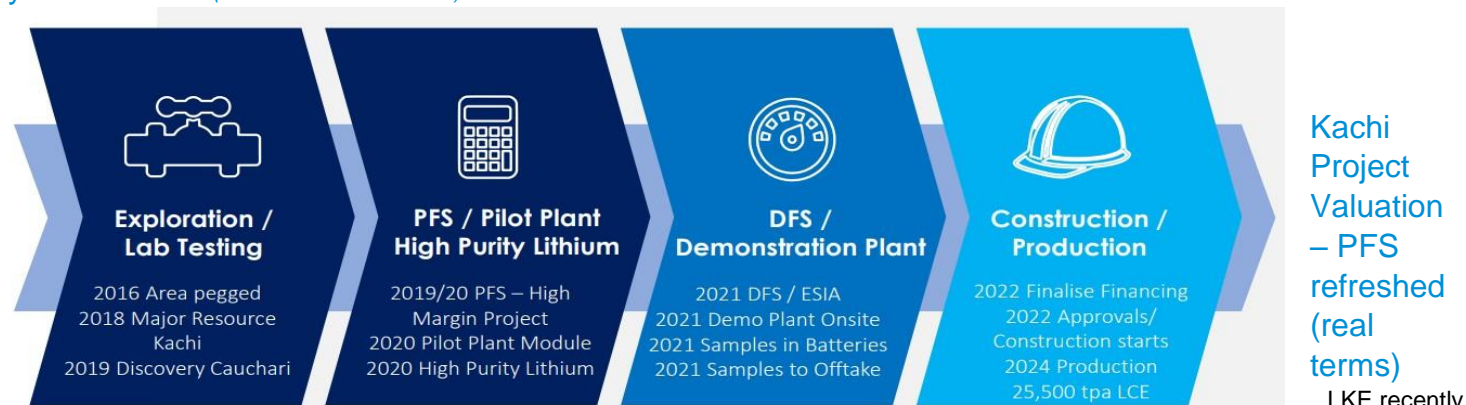 Exploration /
Lab Testing
2016 Area pegged
2018 Major Resource
Kachi
2019 Discovery Cauchari
PFS / Pilot Plant
High Purity Lithium
2019/20 PFS – High
Margin Project
2020 Pilot Plant Module
2020 High Purity Lithium
DFS /
Demonstration Plant
2021 DFS / ESIA
2021 Demo Plant Onsite
2021 Samples in Batteries
2021 Samples to Offtake
Construction /
Production
2022 Finalise Financing
2022 Approvals/
Construction starts
2024 Production
25,500 tpa LCE
Kachi
Project
Valuation
– PFS
refreshed
(real
terms)
LKE recently